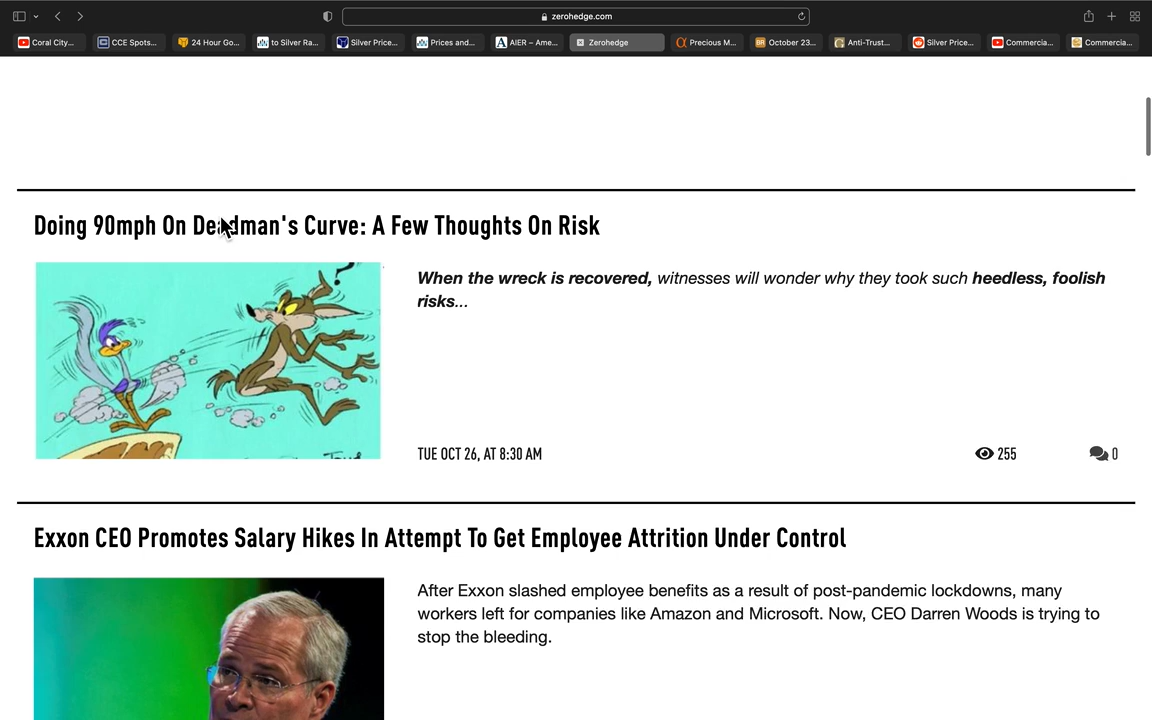 zerohedge.com
Coral City...
CCE Spots...
24 Hour Go...
to Silver Ra...
Silver Price...
Prices and...
AIER – Ame...
Zerohedge
Precious M...
October 23...
Anti-Trust...
Silver Price...
Commercia...
Commercia...
Doing 90mph On Deadman's Curve: A Few Thoughts On Risk
When the wreck is recovered, witnesses will wonder why they took such heedless, foolish
risks...
TUE OCT 26, AT 8:30 AM
255
0
Exxon CEO Promotes Salary Hikes In Attempt To Get Employee Attrition Under Control
After Exxon slashed employee benefits as a result of post-pandemic lockdowns, many
workers left for companies like Amazon and Microsoft. Now, CEO Darren Woods is trying to
stop the bleeding.